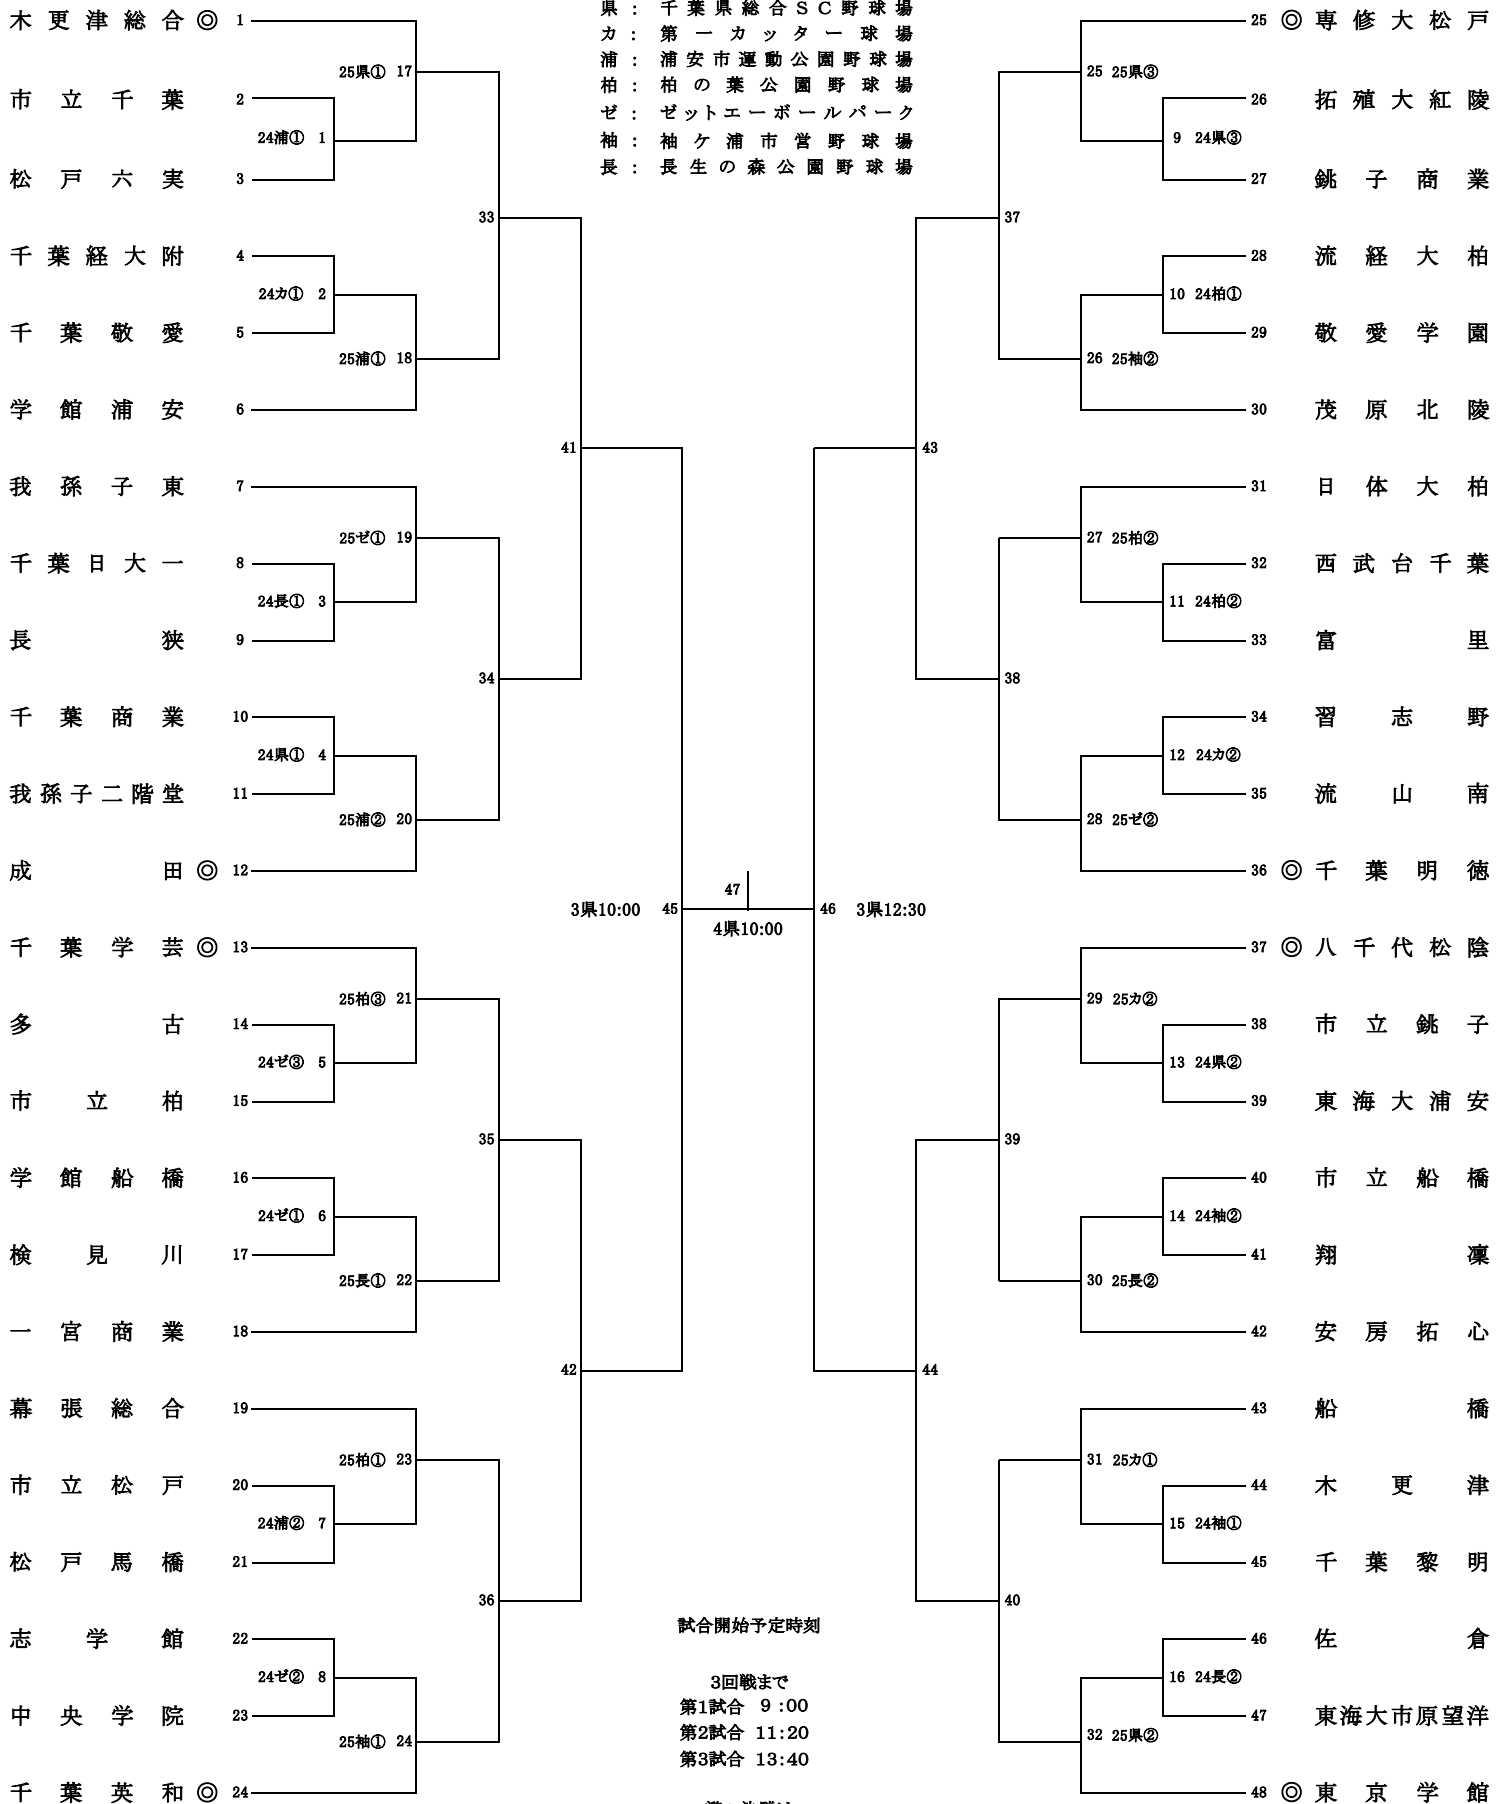 県：千葉県総合ＳＣ野球場
カ：第一カッター球場
浦：浦安市運動公園野球場
柏：柏の葉公園野球場
ゼ：ゼットエーボールパーク
袖：袖ケ浦市営野球場
長：長生の森公園野球場
木更津総合◎ 1
25県① 17
市立千葉 2
24浦① 1
松戸六実 3
33
千葉経大附 4
24カ① 2
千葉敬愛 5
25浦① 18
学館浦安 6
41
我孫子東 7
25ゼ① 19
千葉日大一 8
24長① 3
長狭 9
34
千葉商業 10
24県① 4
我孫子二階堂 11
25浦② 20
成田◎ 12
3県10:00 45
千葉学芸◎ 13
25柏③ 21
多古 14
24ゼ③ 5
市立柏 15
35
学館船橋 16
24ゼ① 6
検見川 17
25長① 22
一宮商業 18
42
幕張総合 19
25柏① 23
市立松戸 20
24浦② 7
松戸馬橋 21
36
志学館 22
24ゼ② 8
中央学院 23
25袖① 24
千葉英和◎ 24
47
4県10:00
25 ◎専修大松戸
25 25県③
26 拓殖大紅陵
9 24県③
27 銚子商業
37
28 流経大柏
10 24柏①
29 敬愛学園
26 25袖②
30 茂原北陵
43
31 日体大柏
27 25柏②
32 西武台千葉
11 24柏②
33 富里
38
34 習志野
12 24カ②
35 流山南
28 25ゼ②
36 ◎千葉明徳
46 3県12:30
37 ◎八千代松陰
29 25カ②
38 市立銚子
13 24県②
39 東海大浦安
39
40 市立船橋
14 24袖②
41 翔凜
30 25長②
42 安房拓心
44
43 船橋
31 25カ①
44 木更津
15 24袖①
45 千葉黎明
40
46 佐倉
16 24長②
47 東海大市原望洋
32 25県②
48 ◎東京学館
試合開始予定時刻
3回戦まで
第1試合 9:00
第2試合 11:20
第3試合 13:40